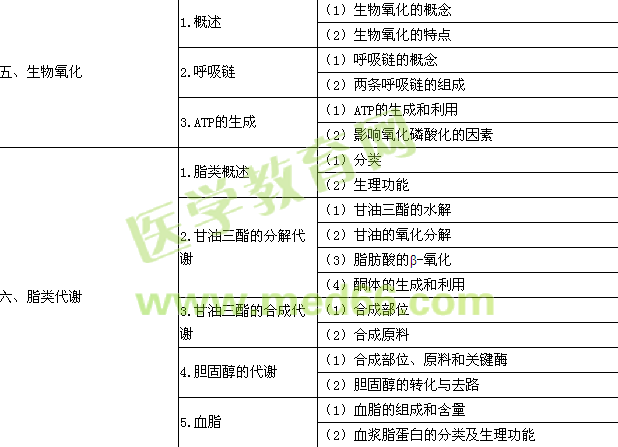 1.概述
(1) 生物氧化的概念
(2) 生物氧化的特点
五、生物氧化
2.呼吸链
(1) 呼吸链的概念
(2) 两条呼吸链的组成
3.ATP的生成
(1) ATP的生成和利用
(2) 影响氧化磷酸化的因素
六、脂类代谢
1.脂类概述
(1) 分类
(2) 生理功能
2.甘油三酯的分解代
谢
(1) 甘油三酯的水解
(2) 甘油的氧化分解
(3) 脂肪酸的β-氧化
(4) 酮体的生成和利用
3.甘油三酯的合成代
谢
(1) 合成部位
(2) 合成原料
4.胆固醇的代谢
(1) 合成部位、原料和关键酶
(2) 胆固醇的转化与去路
5.血脂
(1) 血脂的组成和含量
(2) 血浆脂蛋白的分类及生理功能
医学教育网
www.med66.com